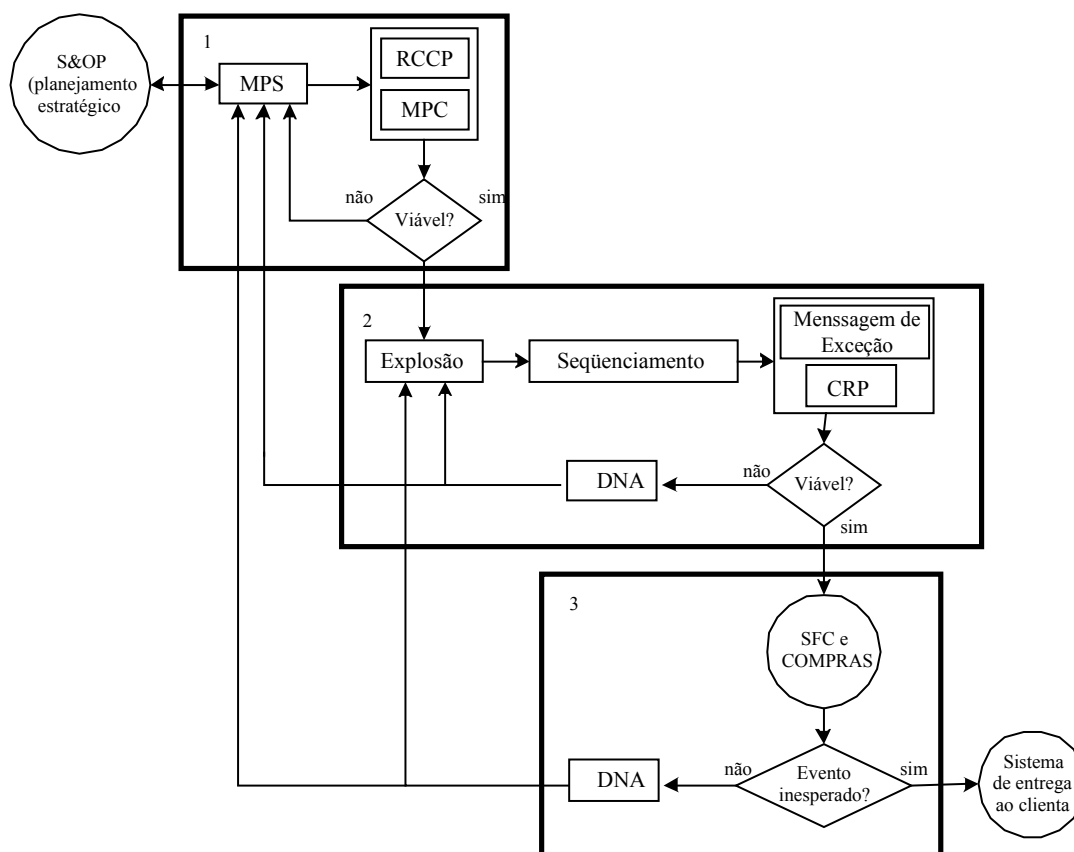 1
S&OP
(planejamento
estratégico
MPS
RCCP
MPC
não
sim
Viável?
2
Explosão
Seqüenciamento
Menssagem de
Exceção
CRP
DNA
não
Viável?
sim
3
SFC e
COMPRAS
DNA
não
Evento
inesperado?
sim
Sistema
de entrega
ao clienta